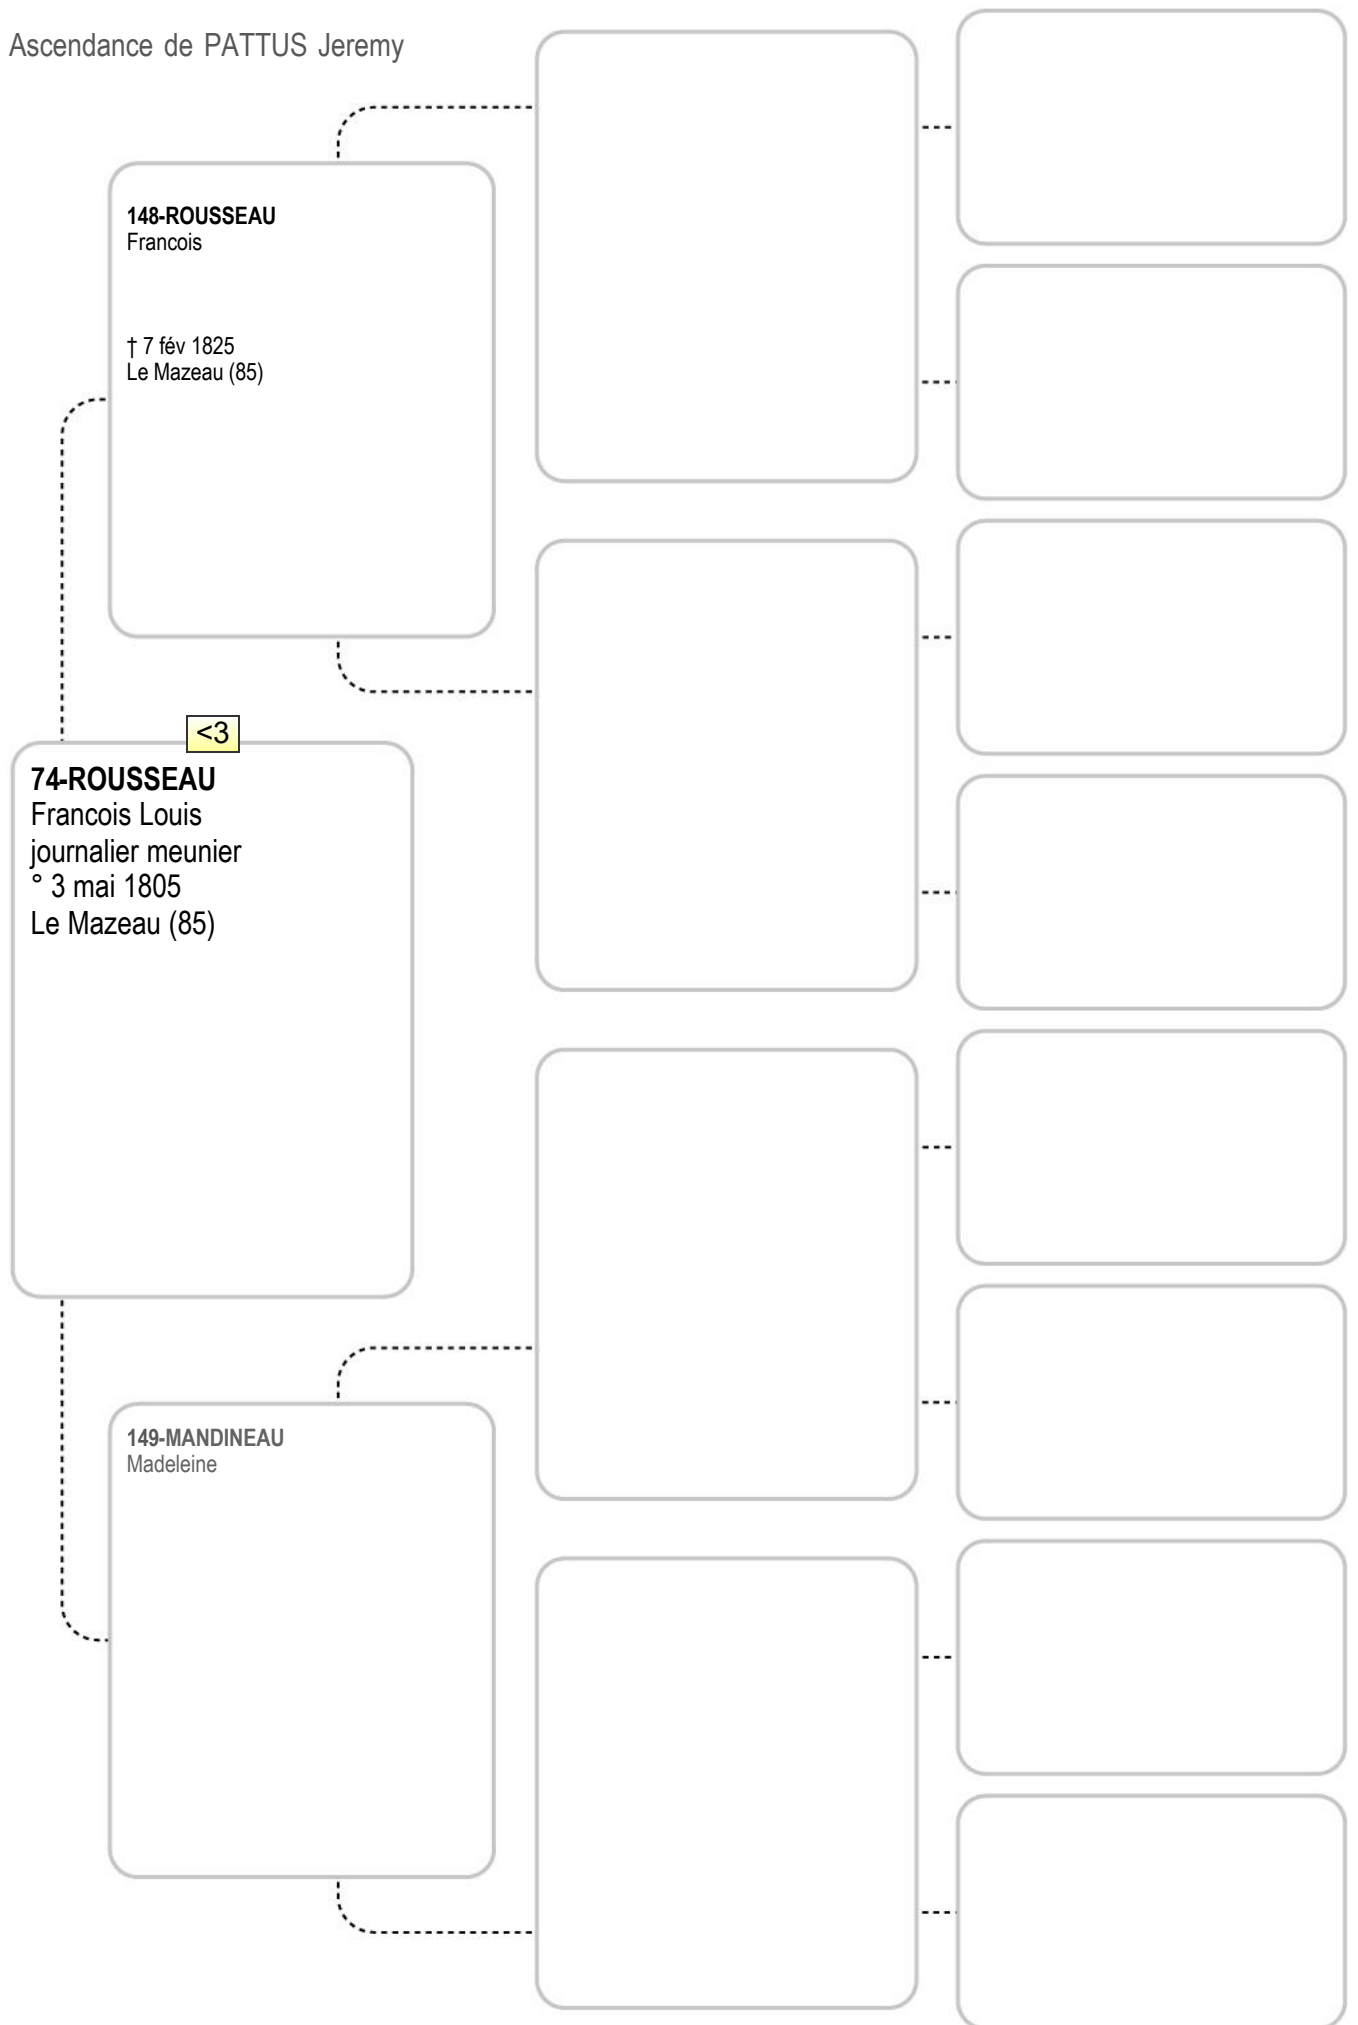 Ascendance de PATTUS Jeremy
148-ROUSSEAU
Francois
† 7 fév 1825
Le Mazeau (85)
<3
74-ROUSSEAU
Francois Louis
journalier meunier
° 3 mai 1805
Le Mazeau (85)
149-MANDINEAU
Madeleine